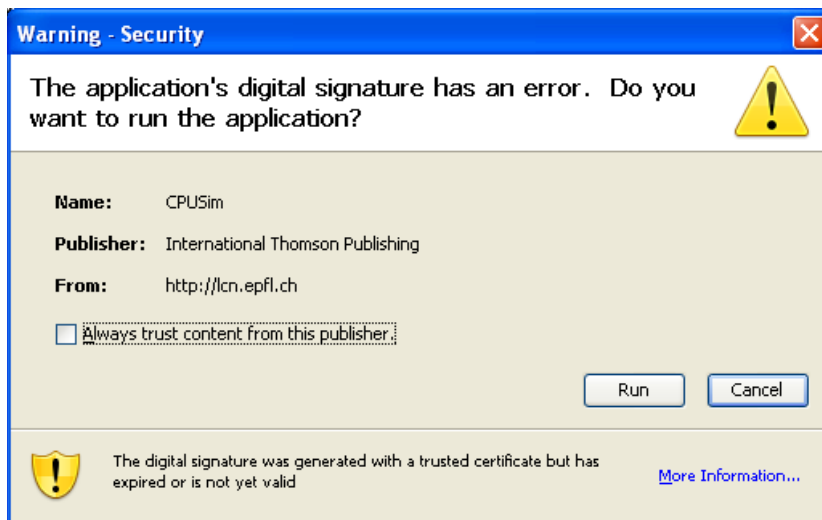 Warning - Security
The application's digital signature has an error. Do you
want to run the application?
Name: CPUSim
Publisher: International Thomson Publishing
From: http://lcn.epfl.ch
Always trust content from this publisher.
Run Cancel
The digital signature was generated with a trusted certificate but has
expired or is not yet valid
More Information...